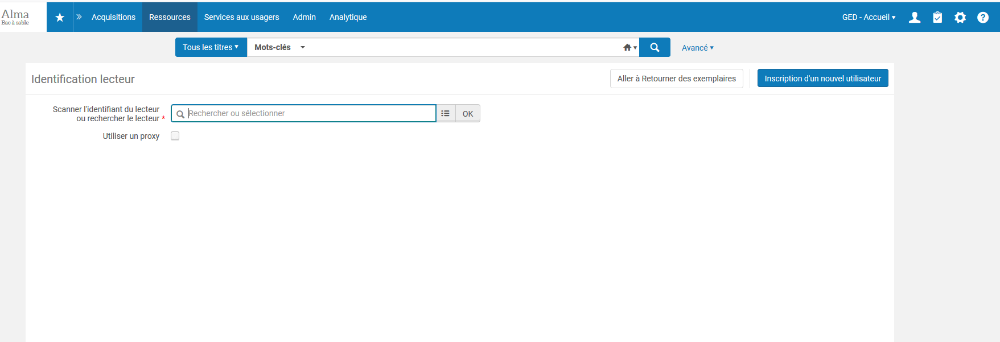 Alma
Bac à sable
Acquisitions
Ressources
Services aux usagers
Admin
Analytique
GED - Accueil
Tous les titres
Mots-clés
Avancé
Identification lecteur
Aller à Retourner des exemplaires
Inscription d'un nouvel utilisateur
Scanner l'identifiant du lecteur
ou rechercher le lecteur *
Rechercher ou sélectionner
OK
Utiliser un proxy